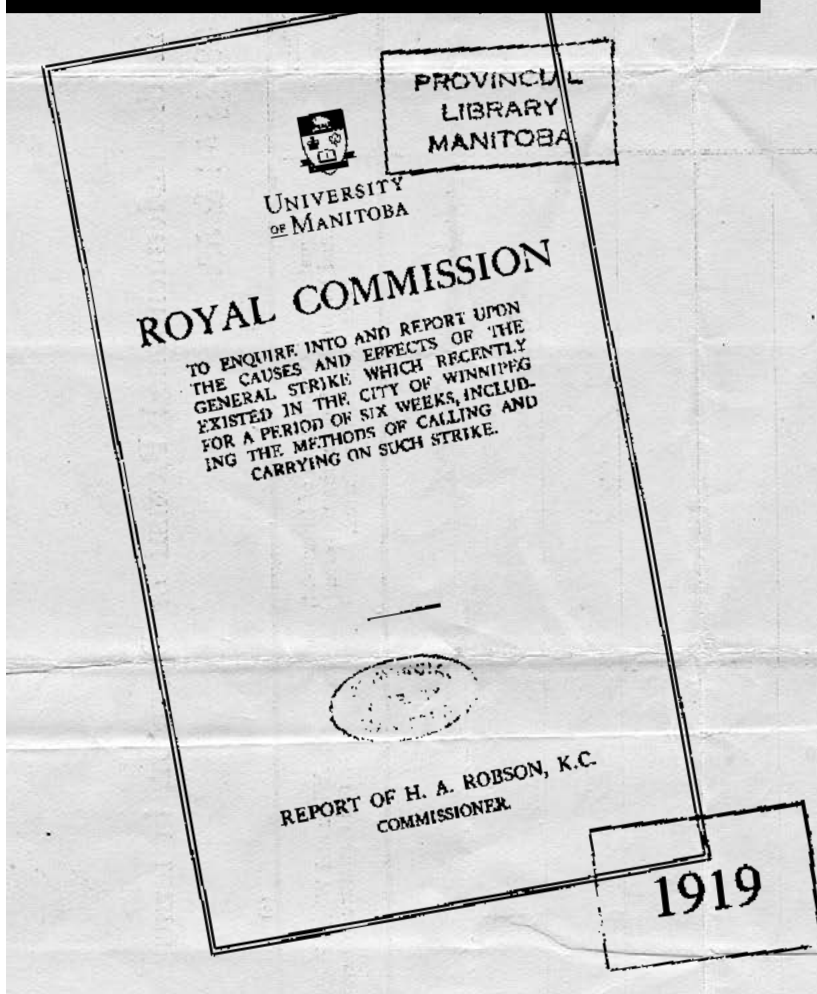 PROVINCIAL
LIBRARY
MANITOBA
UNIVERSITY
OF MANITOBA
ROYAL COMMISSION
TO ENQUIRE INTO AND REPORT UPON
THE CAUSES AND EFFECTS OF THE
GENERAL STRIKE WHICH RECENTLY
EXISTED IN THE CITY OF WINNIPEG
FOR A PERIOD OF SIX WEEKS, INCLUD-
ING THE METHODS OF CALLING AND
CARRYING ON SUCH STRIKE.
REPORT OF H. A. ROBSON, K.C.
COMMISSIONER.
1919